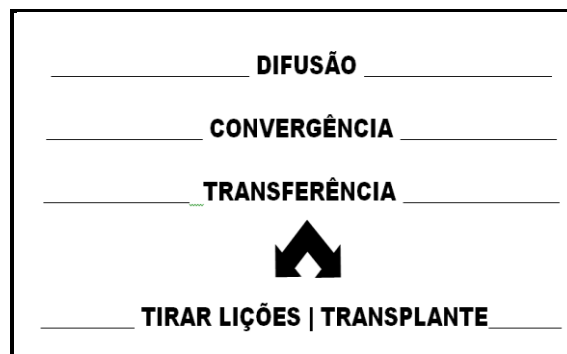 DIFUSÃO
CONVERGÊNCIA
TRANSFERÊNCIA
TIRAR LIÇÕES | TRANSPLANTE